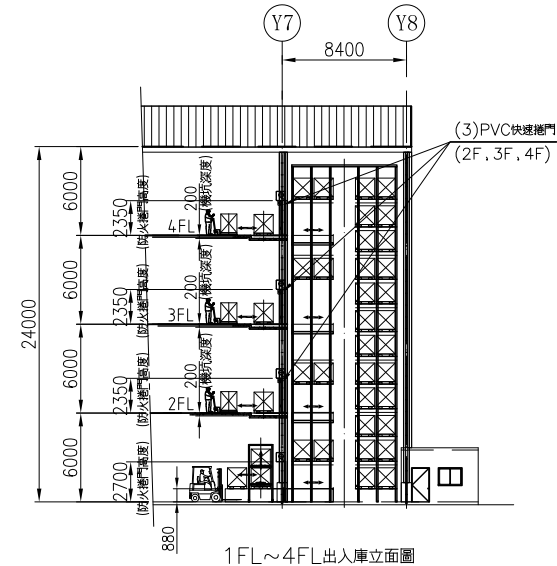 Y7
Y8
8400
(3)PVC快速捲門
(2F, 3F, 4F)
24000
6000
2350
(防火捲門高度)
4FL
200
(機坑深度)
6000
2350
(防火捲門高度)
3FL
200
(機坑深度)
6000
2350
(防火捲門高度)
2FL
200
(機坑深度)
6000
2700
(防火捲門高度)
880
1FL～4FL出入庫立面圖